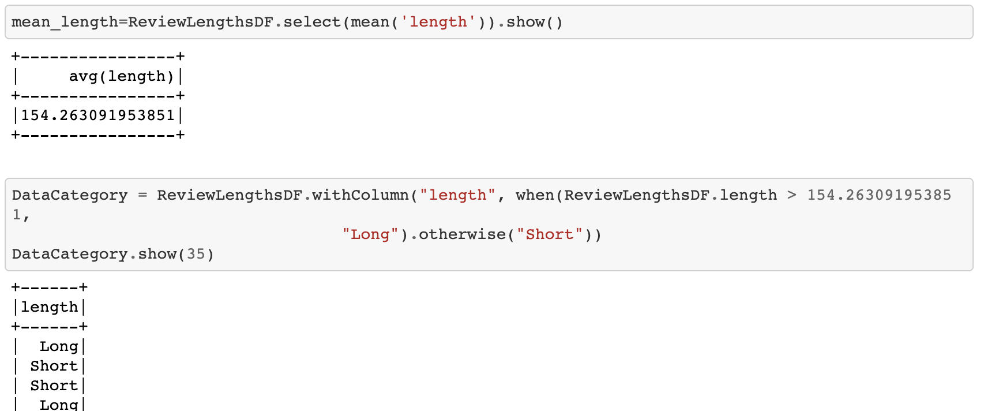 mean_length=ReviewLengthsDF.select(mean('length')).show()
+----------------+
|     avg(length)|
+----------------+
|154.263091953851|
+----------------+
DataCategory = ReviewLengthsDF.withColumn("length", when(ReviewLengthsDF.length > 154.26309195385
1,
                                  "Long").otherwise("Short"))
DataCategory.show(35)
+------+
|length|
+------+
|  Long|
| Short|
| Short|
|  Long|